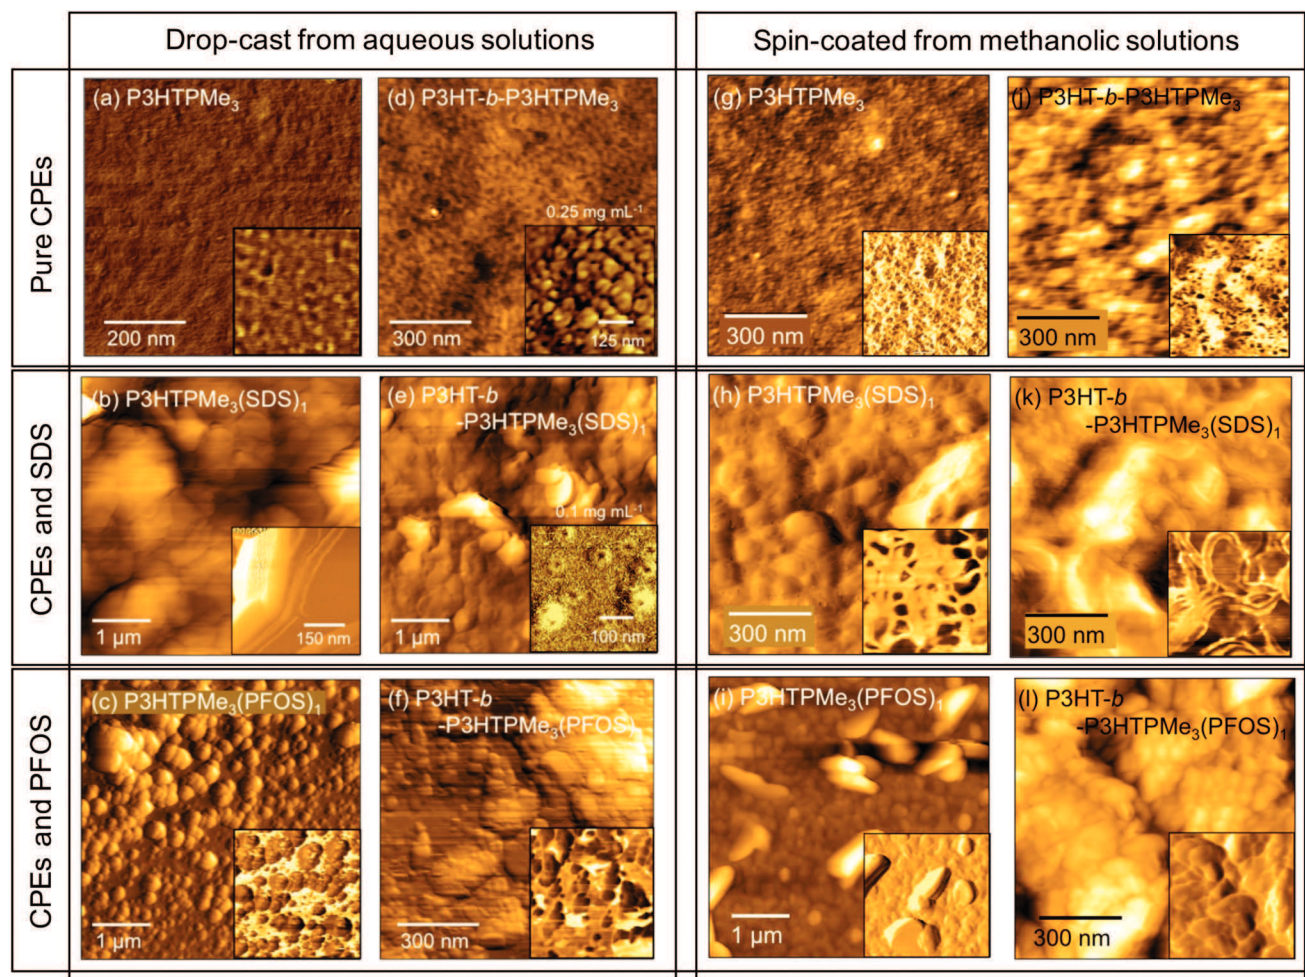 Drop-cast from aqueous solutions
Spin-coated from methanolic solutions
Pure CPEs
(a) P3HTPMe3
200 nm
(d) P3HT-b-P3HTPMe3
0.25 mg mL-1
125 nm
300 nm
(g) P3HTPMe3
300 nm
(j) P3HT-b-P3HTPMe3
300 nm
CPEs and SDS
(b) P3HTPMe3(SDS)1
150 nm
1 µm
(e) P3HT-b
-P3HTPMe3(SDS)1
0.1 mg mL-1
100 nm
1 µm
(h) P3HTPMe3(SDS)1
300 nm
(k) P3HT-b
-P3HTPMe3(SDS)1
300 nm
CPEs and PFOS
(c) P3HTPMe3(PFOS)1
1 µm
(f) P3HT-b
-P3HTPMe3(PFOS)1
300 nm
(i) P3HTPMe3(PFOS)1
1 µm
(l) P3HT-b
-P3HTPMe3(PFOS)1
300 nm